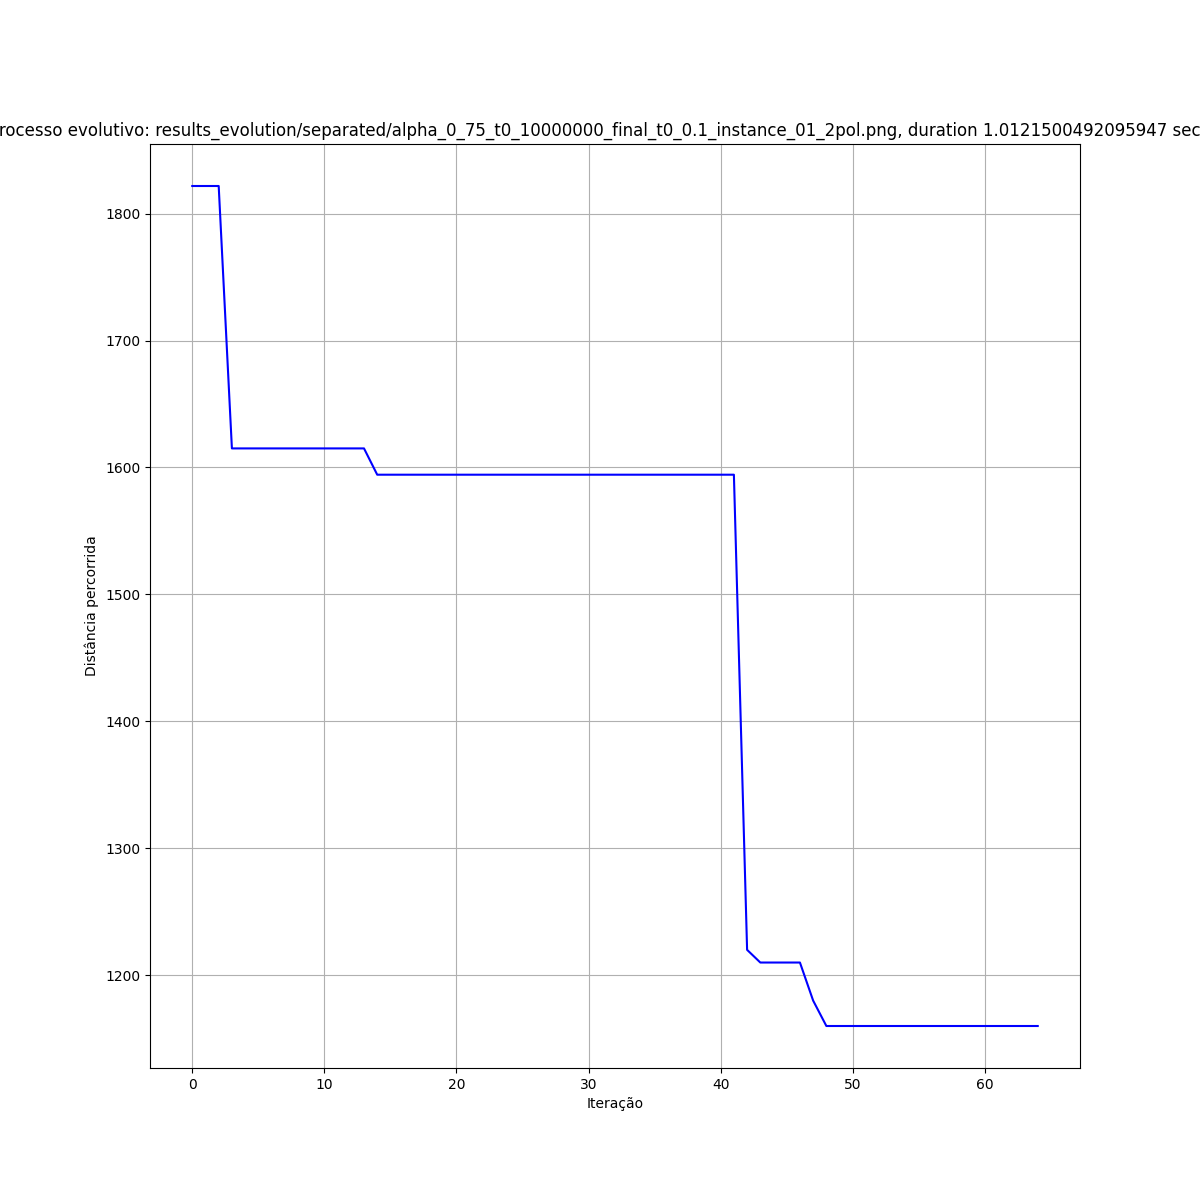 rocesso evolutivo: results_evolution/separated/alpha_0_75_t0_10000000_final_t0_0.1_instance_01_2pol.png, duration 1.0121500492095947 sec
1800
1700
1600
1500
1400
1300
1200
Distância percorrida
0 10 20 30 40 50 60
Iteração